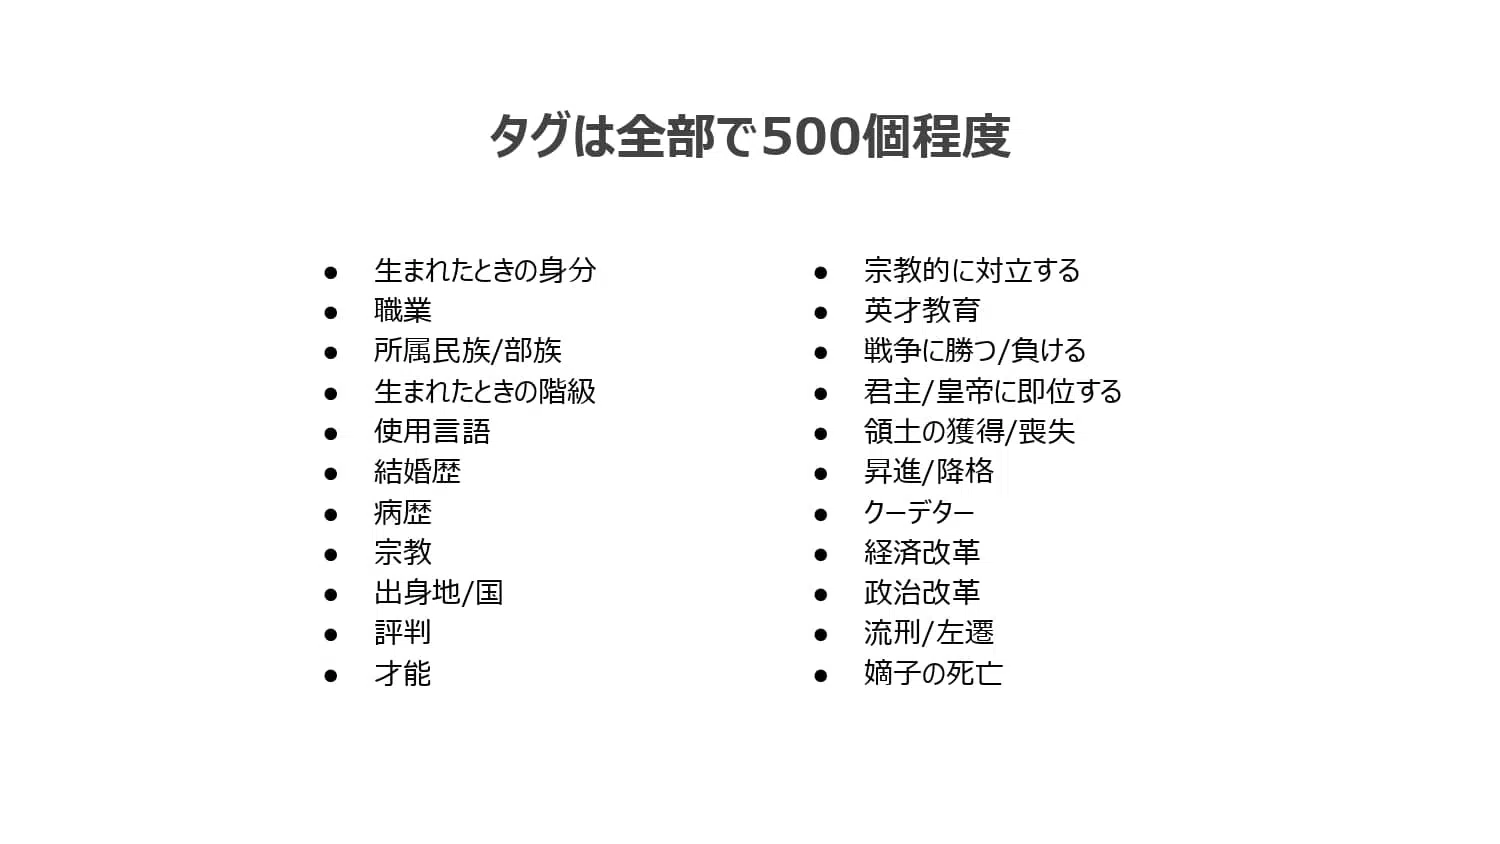 タグは全部で500個程度
● 生まれたときの身分
● 職業
● 所属民族/部族
● 生まれたときの階級
● 使用言語
● 結婚歴
● 病歴
● 宗教
● 出身地/国
● 評判
● 才能
● 宗教的に対立する
● 英才教育
● 戦争に勝つ/負ける
● 君主/皇帝に即位する
● 領土の獲得/喪失
● 昇進/降格
● クーデター
● 経済改革
● 政治改革
● 流刑/左遷
● 嫡子の死亡